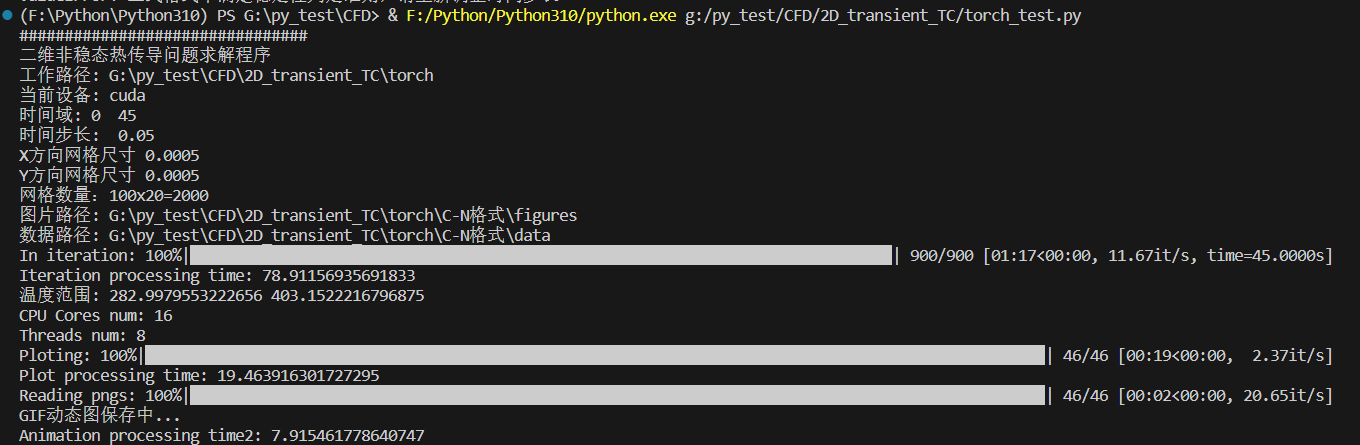 (F:\Python\Python310) PS G:\py_test\CFD> & F:/Python/Python310/python.exe g:/py_test/CFD/2D_transient_TC/torch_test.py
################################
二维非稳态热传导问题求解程序
工作路径: G:\py_test\CFD\2D_transient_TC\torch
当前设备: cuda
时间域: 0  45
时间步长:  0.05
X方向网格尺寸 0.0005
Y方向网格尺寸 0.0005
网格数量: 100x20=2000
图片路径: G:\py_test\CFD\2D_transient_TC\torch\C-N格式\figures
数据路径: G:\py_test\CFD\2D_transient_TC\torch\C-N格式\data
In iteration: 100%| | 900/900 [01:17<00:00, 11.67it/s, time=45.0000s]
Iteration processing time: 78.91156935691833
温度范围: 282.9979553222656 403.1522216796875
CPU Cores num: 16
Threads num: 8
Ploting: 100%| | 46/46 [00:19<00:00,  2.37it/s]
Plot processing time: 19.463916301727295
Reading pngs: 100%| | 46/46 [00:02<00:00, 20.65it/s]
GIF动态图保存中...
Animation processing time2: 7.915461778640747